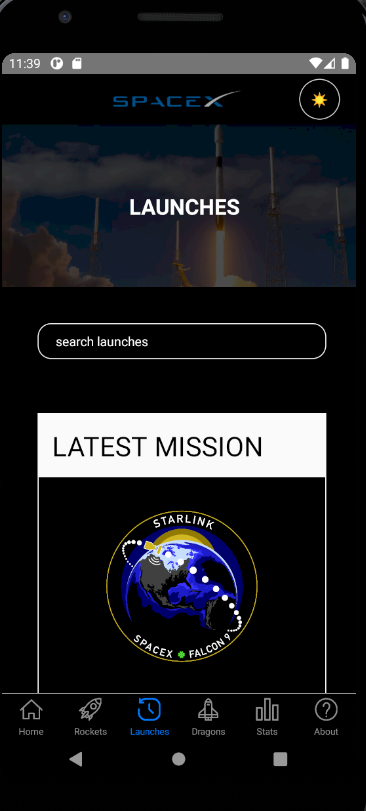 11:39
SPACEX
LAUNCHES
search launches
LATEST MISSION
STARLINK
SPACEX FALCON 9
Home
Rockets
Launches
Dragons
Stats
About